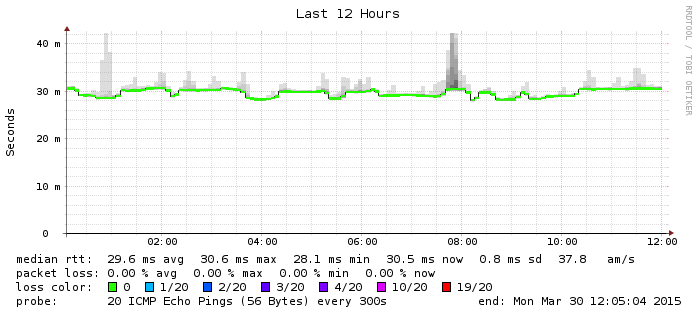 Last 12 Hours
RRDTOOL / TOBI OETIKER
Seconds
40 m
30 m
20 m
10 m
0
02:00 04:00 06:00 08:00 10:00 12:00
median rtt: 29.6 ms avg 30.6 ms max 28.1 ms min 30.5 ms now 0.8 ms sd 37.8 am/s
packet loss: 0.00 % avg 0.00 % max 0.00 % min 0.00 % now
loss color: 0 1/20 2/20 3/20 4/20 10/20 19/20
probe: 20 ICMP Echo Pings (56 Bytes) every 300s end: Mon Mar 30 12:05:04 2015